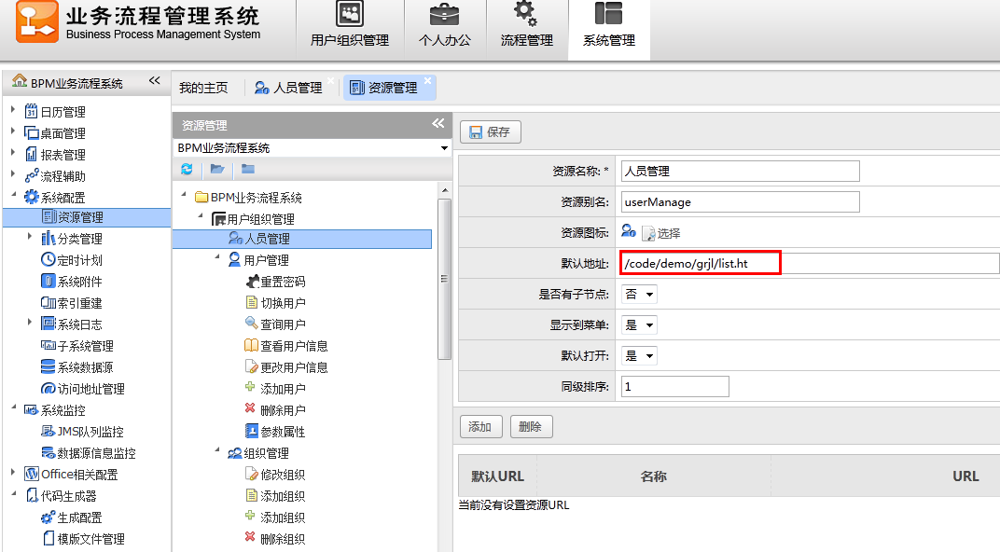 业务流程管理系统
Business Process Management System
用户组织管理
个人办公
流程管理
系统管理
BPM业务流程系统
日历管理
桌面管理
报表管理
流程辅助
系统配置
资源管理
分类管理
定时计划
系统附件
索引重建
系统日志
子系统管理
系统数据源
访问地址管理
系统监控
JMS队列监控
数据源信息监控
Office相关配置
代码生成器
生成配置
模版文件管理
我的主页
人员管理
资源管理
资源管理
BPM业务流程系统
BPM业务流程系统
用户组织管理
人员管理
用户管理
重置密码
切换用户
查询用户
查看用户信息
更改用户信息
添加用户
删除用户
参数属性
组织管理
修改组织
添加组织
添加组织
删除组织
保存
资源名称: * 人员管理
资源别名: userManage
资源图标: 选择
默认地址: /code/demo/grjl/list.ht
是否有子节点: 否
显示到菜单: 是
默认打开: 是
同级排序: 1
添加 删除
默认URL 名称 URL
当前没有设置资源URL